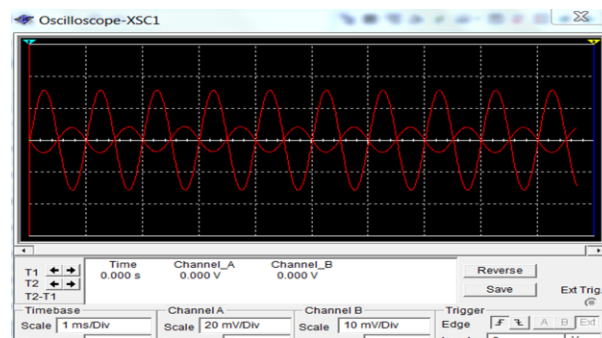 Oscilloscope-XSC1
Time Channel_A Channel_B
T1 0.000 s 0.000 V 0.000 V
T2
T2-T1
Reverse
Save
Ext Trig.
Timebase
Scale 1 ms/Div
Channel A
Scale 20 mV/Div
Channel B
Scale 10 mV/Div
Trigger
Edge A B Ext